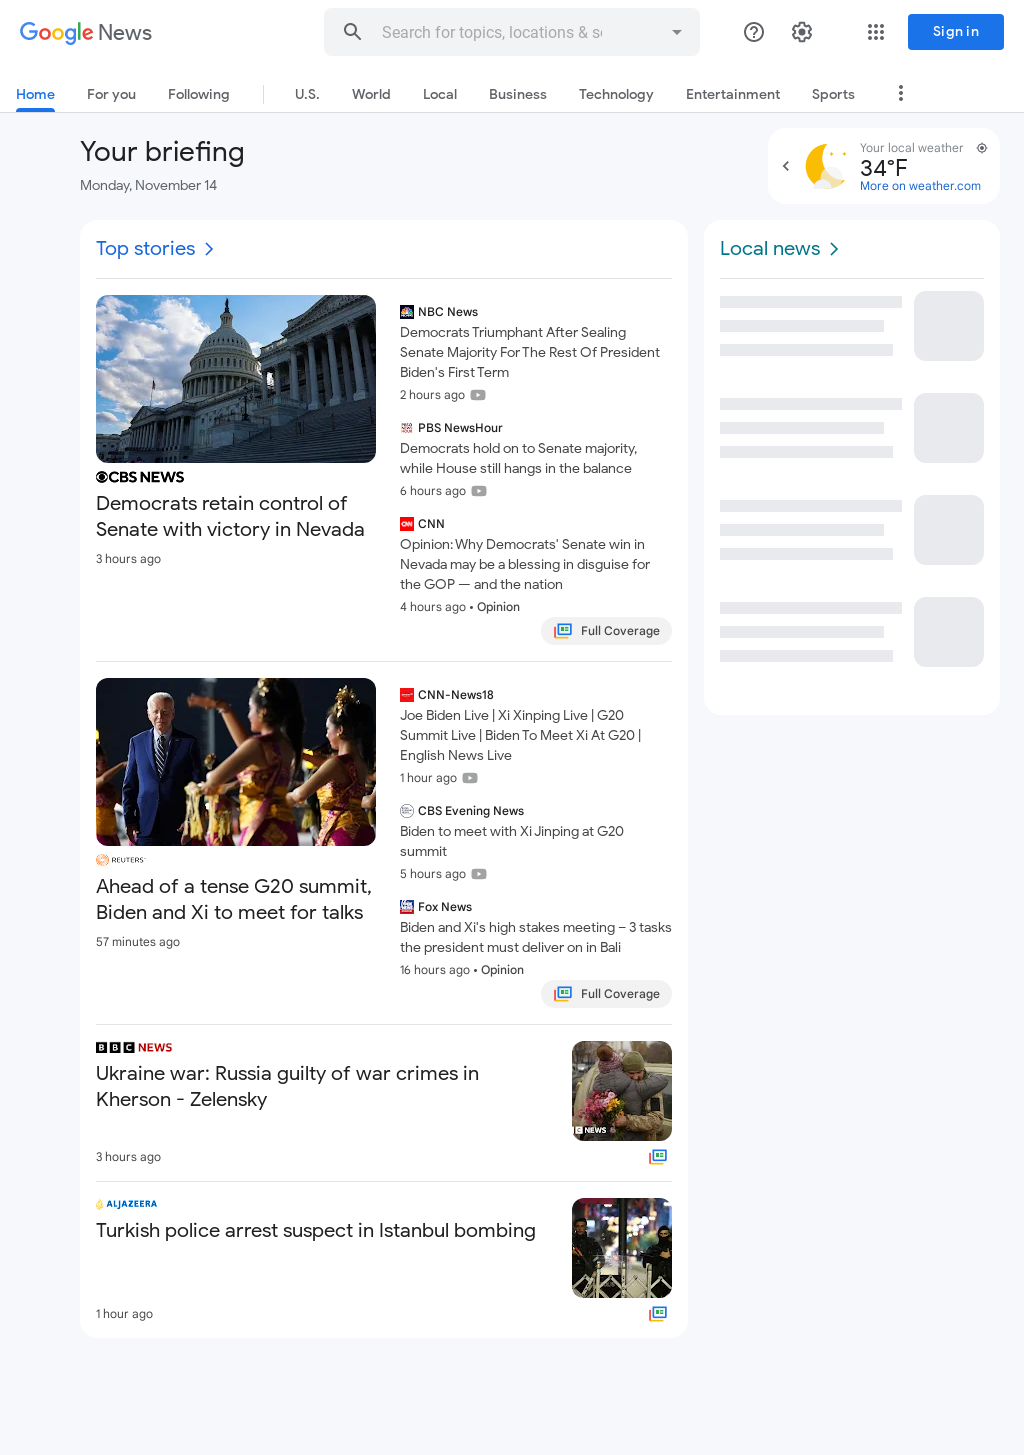 Google News
Search for topics, locations & so
Sign in
Home
For you
Following
U.S.
World
Local
Business
Technology
Entertainment
Sports
Your briefing
Monday, November 14
Your local weather
34°F
More on weather.com
Top stories
CBS NEWS
Democrats retain control of
Senate with victory in Nevada
3 hours ago
NBC News
Democrats Triumphant After Sealing
Senate Majority For The Rest Of President
Biden's First Term
2 hours ago
PBS NewsHour
Democrats hold on to Senate majority,
while House still hangs in the balance
6 hours ago
CNN
Opinion: Why Democrats' Senate win in
Nevada may be a blessing in disguise for
the GOP — and the nation
4 hours ago • Opinion
Full Coverage
REUTERS
Ahead of a tense G20 summit,
Biden and Xi to meet for talks
57 minutes ago
CNN-News18
Joe Biden Live | Xi Xinping Live | G20
Summit Live | Biden To Meet Xi At G20 |
English News Live
1 hour ago
CBS Evening News
Biden to meet with Xi Jinping at G20
summit
5 hours ago
Fox News
Biden and Xi's high stakes meeting – 3 tasks
the president must deliver on in Bali
16 hours ago • Opinion
Full Coverage
BBC NEWS
Ukraine war: Russia guilty of war crimes in
Kherson - Zelensky
3 hours ago
C NEWS
ALJAZEERA
Turkish police arrest suspect in Istanbul bombing
1 hour ago
Local news